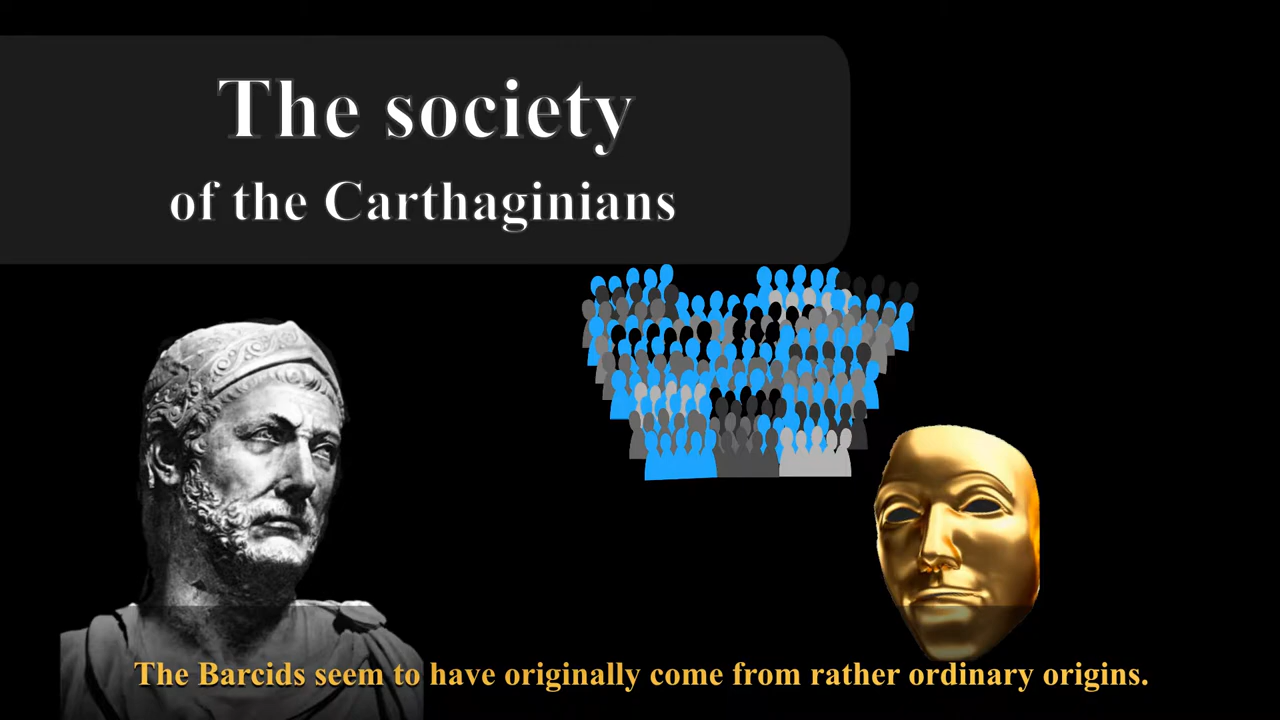 The society
of the Carthaginians
The Barcids seem to have originally come from rather ordinary origins.